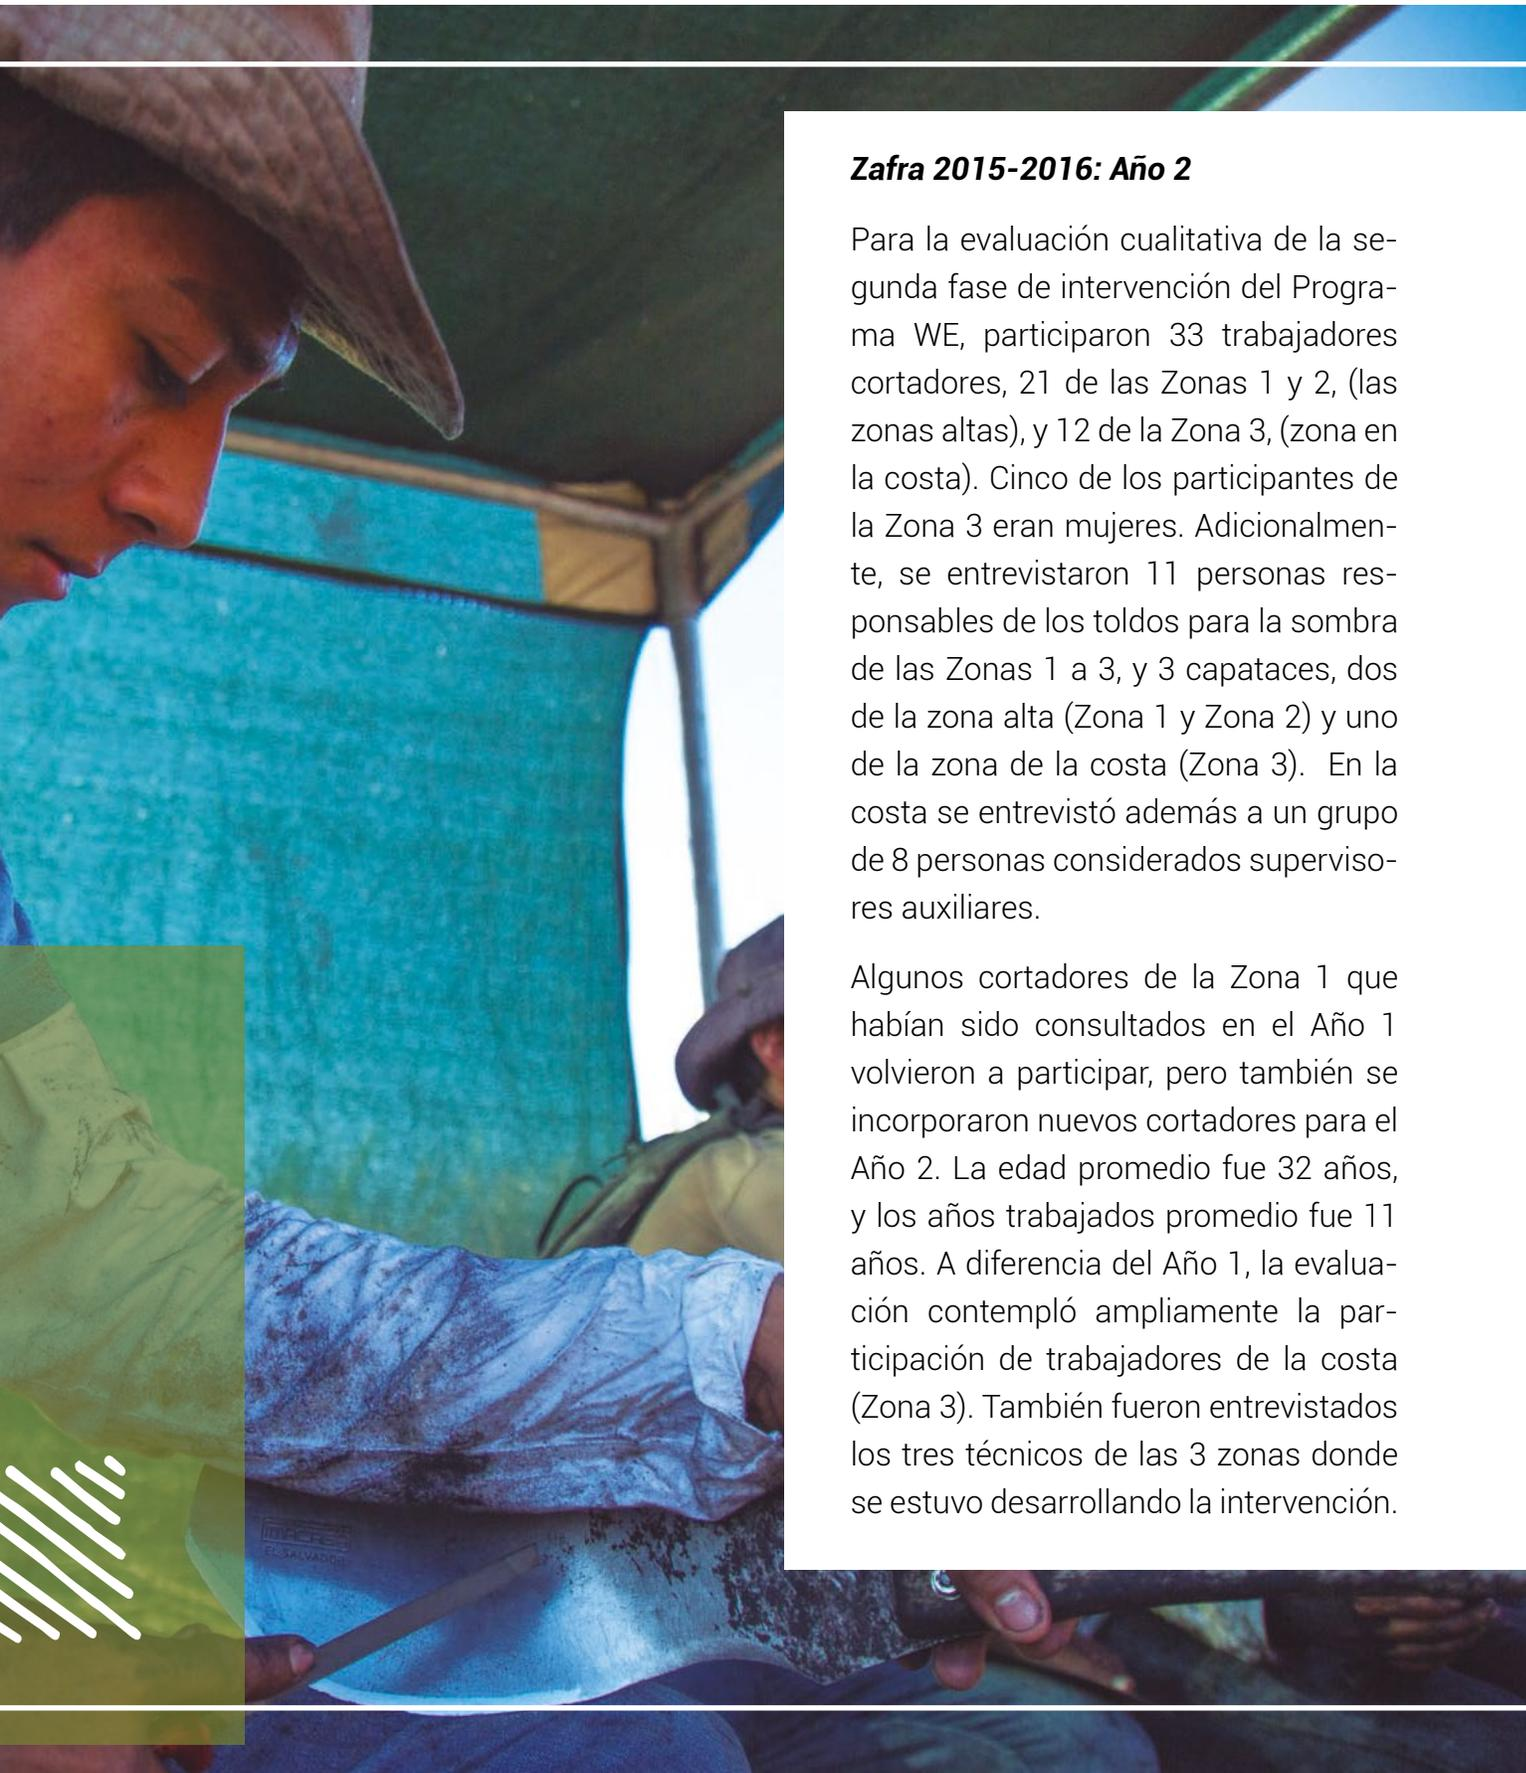 Zafra 2015-2016: Año 2
Para la evaluación cualitativa de la se-
gunda fase de intervención del Progra-
ma WE, participaron 33 trabajadores
cortadores, 21 de las Zonas 1 y 2, (las
zonas altas), y 12 de la Zona 3, (zona en
la costa). Cinco de los participantes de
la Zona 3 eran mujeres. Adicionalmen-
te, se entrevistaron 11 personas res-
ponsables de los toldos para la sombra
de las Zonas 1 a 3, y 3 capataces, dos
de la zona alta (Zona 1 y Zona 2) y uno
de la zona de la costa (Zona 3).  En la
costa se entrevistó además a un grupo
de 8 personas considerados superviso-
res auxiliares.
Algunos cortadores de la Zona 1 que
habían sido consultados en el Año 1
volvieron a participar, pero también se
incorporaron nuevos cortadores para el
Año 2. La edad promedio fue 32 años,
y los años trabajados promedio fue 11
años. A diferencia del Año 1, la evalua-
ción contempló ampliamente la par-
ticipación de trabajadores de la costa
(Zona 3). También fueron entrevistados
los tres técnicos de las 3 zonas donde
se estuvo desarrollando la intervención.
EL SALVADOR